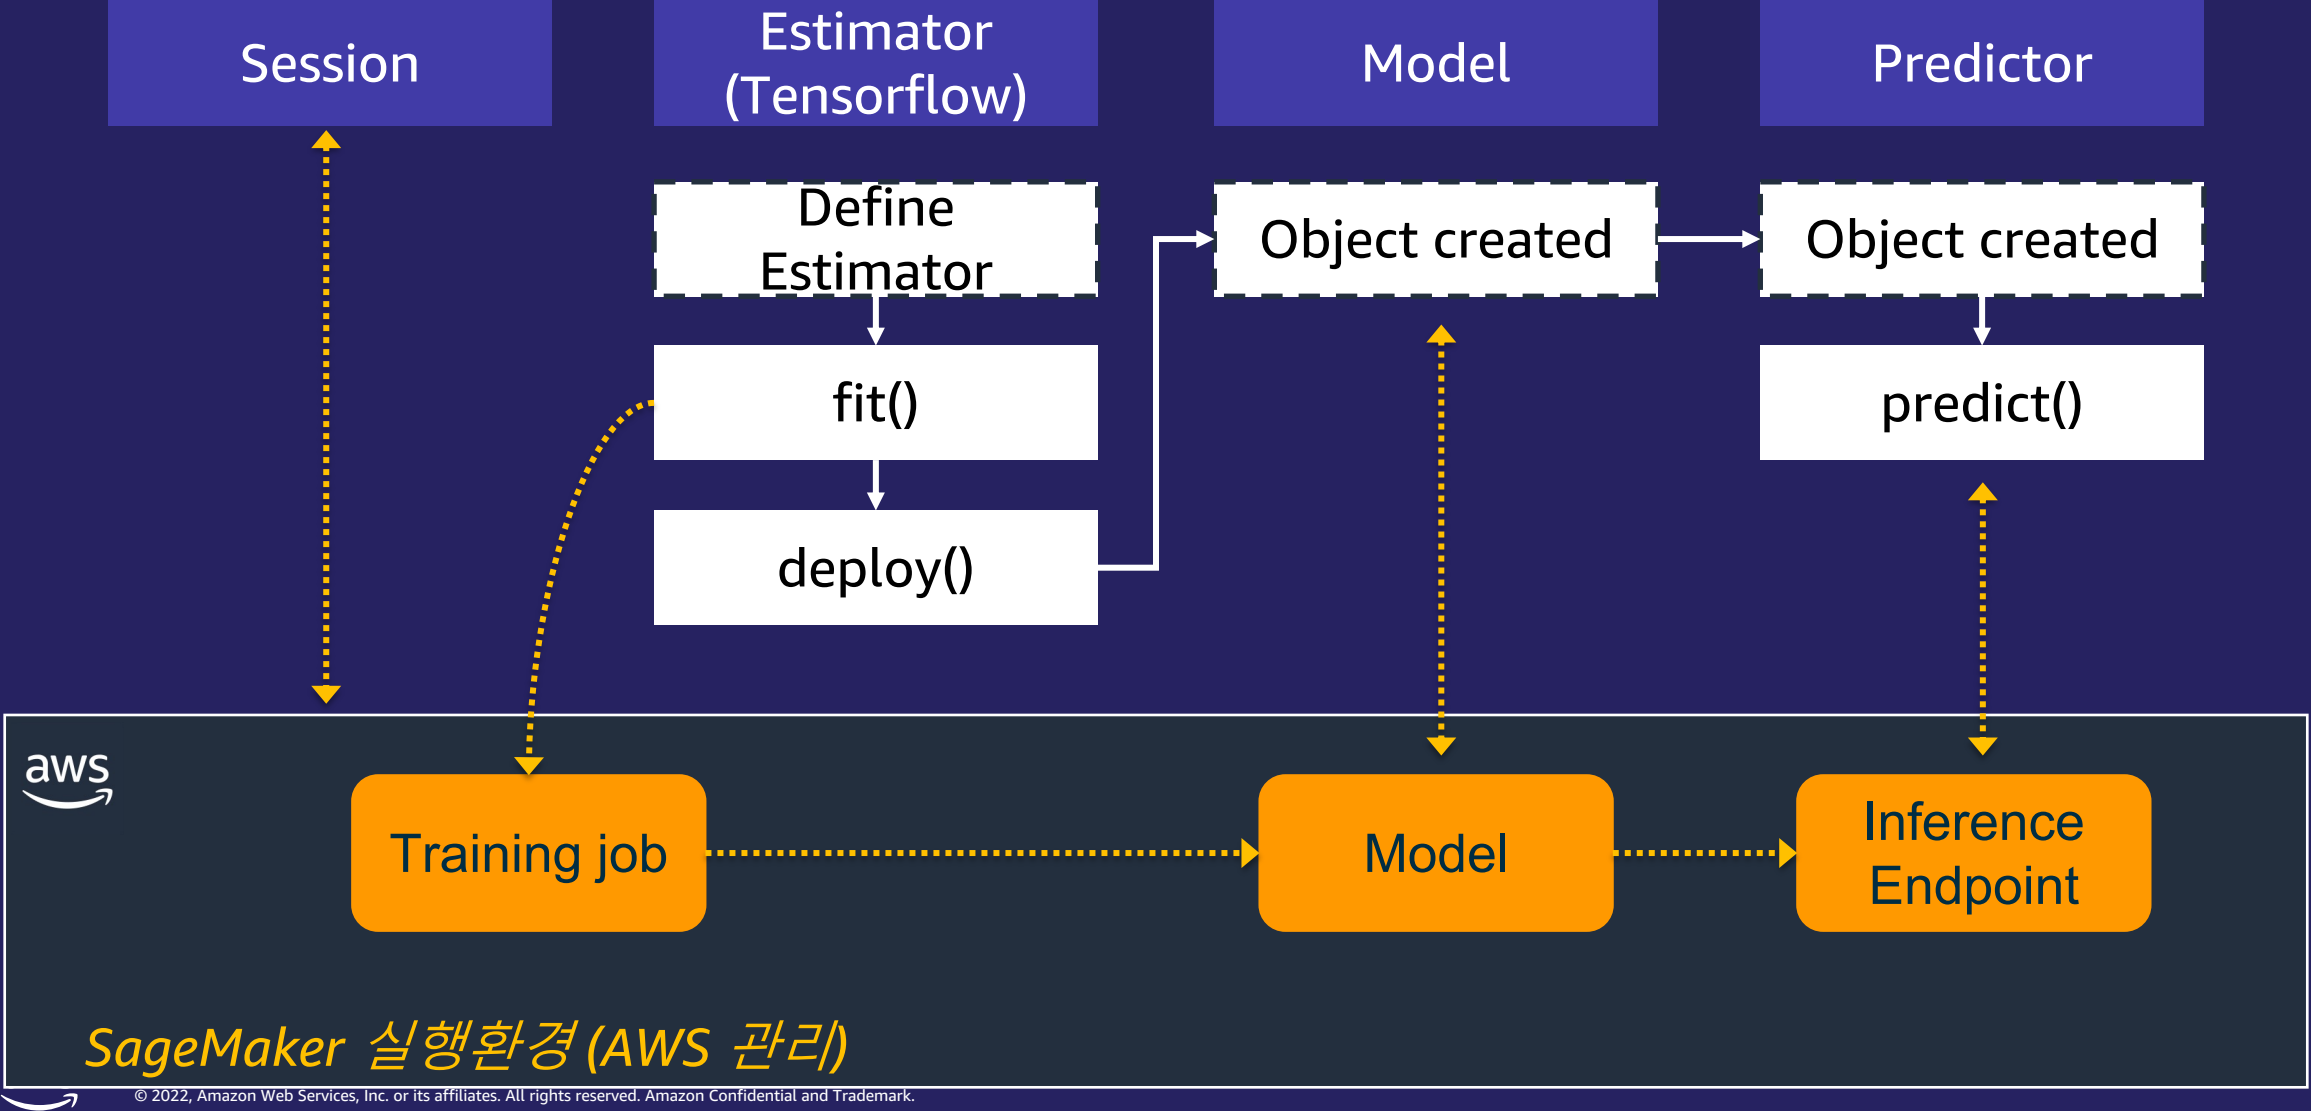 Session
Estimator
(Tensorflow)
Model
Predictor
Define
Estimator
Object created
Object created
fit()
predict()
deploy()
aws
Training job
Model
Inference
Endpoint
SageMaker 실행환경 (AWS 관리)
© 2022, Amazon Web Services, Inc. or its affiliates. All rights reserved. Amazon Confidential and Trademark.